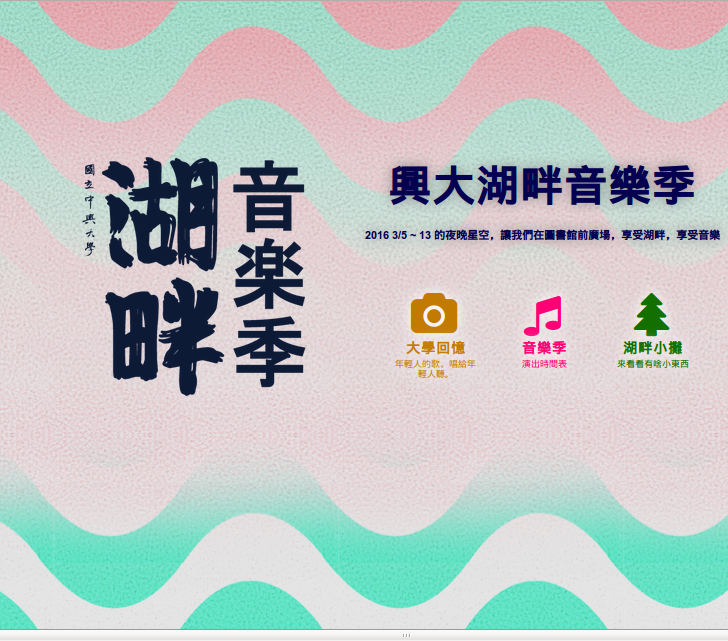 國立中興大學
湖畔
音楽季
興大湖畔音樂季
2016 3/5 ~ 13 的夜晚星空，讓我們在圖書館前廣場，享受湖畔，享受音樂
大學回憶
年輕人的歌，唱給年
輕人聽。
音樂季
演出時間表
湖畔小攤
來看看有啥小東西